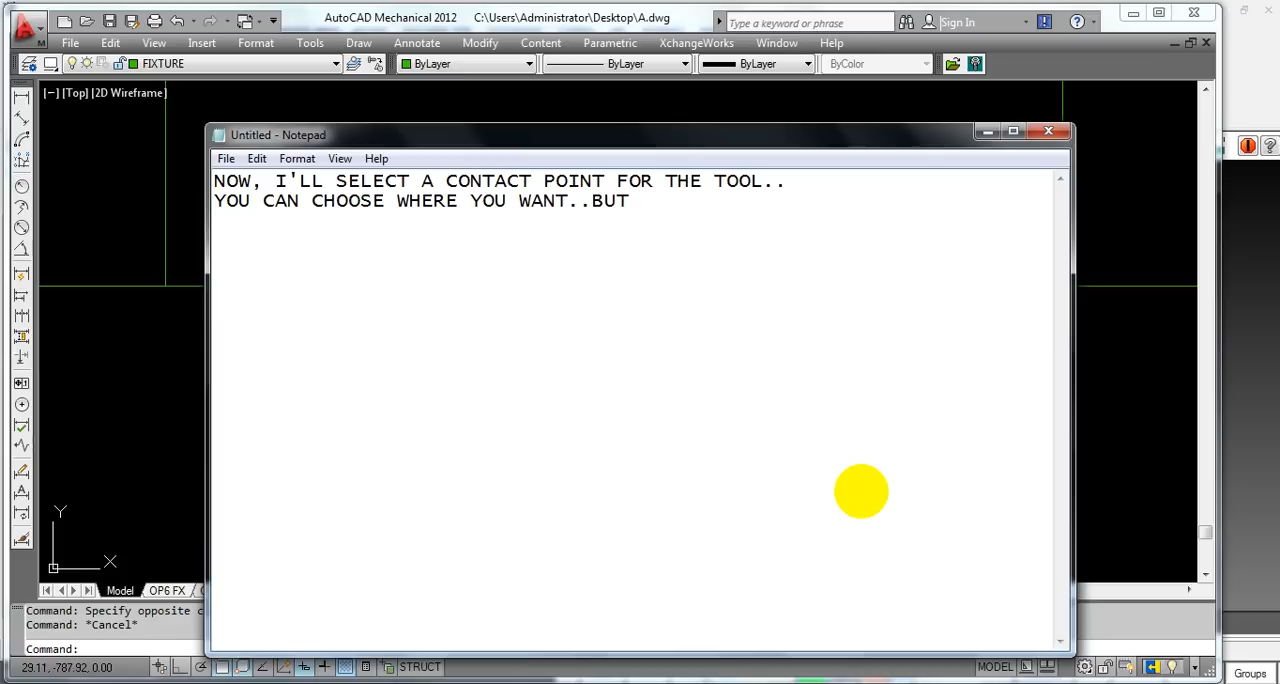 AutoCAD Mechanical 2012 C:\Users\Administrator\Desktop\A.dwg
Type a keyword or phrase
Sign In
File Edit View Insert Format Tools Draw Annotate Modify Content Parametric XchangeWorks Window Help
FIXTURE
ByLayer
ByLayer
ByLayer
ByColor
[−] [Top] [2D Wireframe]
Untitled - Notepad
File Edit Format View Help
NOW, I'LL SELECT A CONTACT POINT FOR THE TOOL..
YOU CAN CHOOSE WHERE YOU WANT..BUT
Y
X
Model OP6 FX
Command: Specify opposite c
Command: *Cancel*
Command:
29.11, -787.92, 0.00
STRUCT
MODEL
Groups